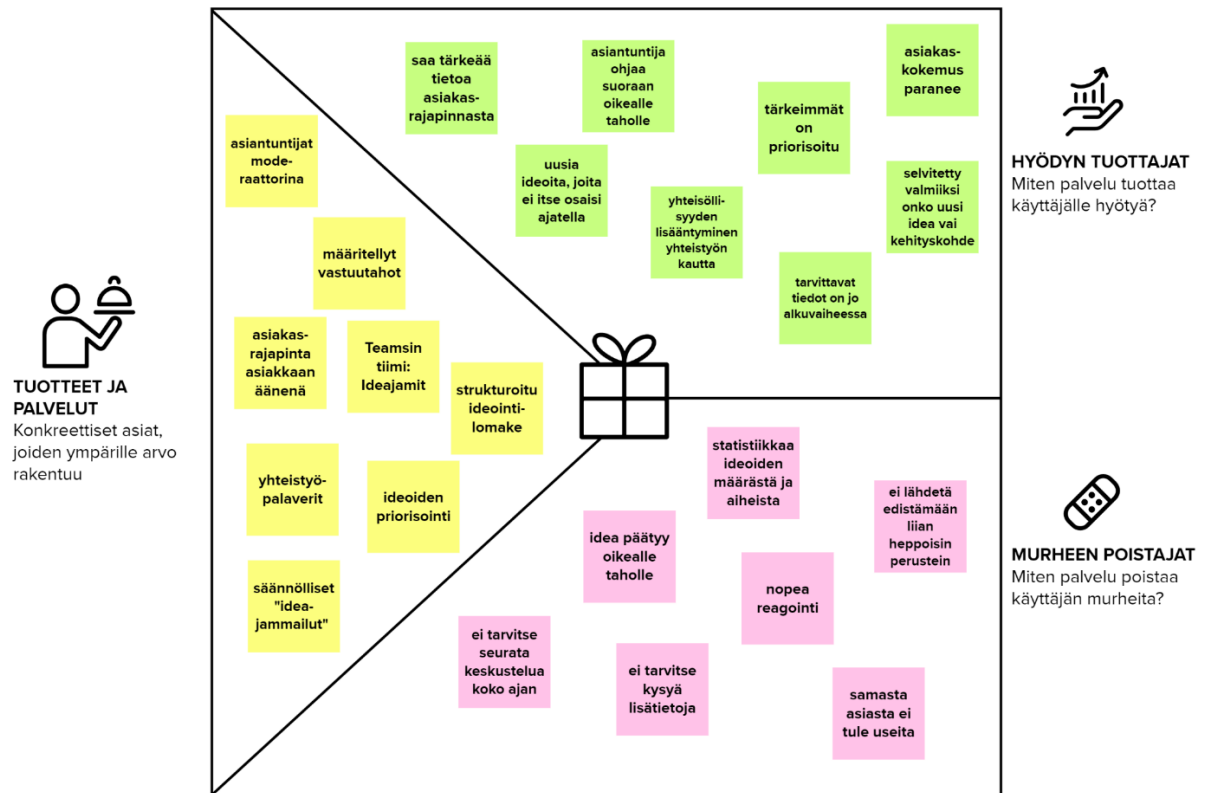 TUOTTEET JA
PALVELUT
Konkreettiset asiat,
joiden ympärille arvo
rakentuu
asiantuntijat
mode-
raattorina
määritellyt
vastuutahot
asiakas-
rajapinta
asiakkaan
äänenä
Teamsin
tiimi:
Ideajamit
strukturoitu
ideointi-
lomake
yhteistyö-
palaverit
ideoiden
priorisointi
säännölliset
"idea-
jammailut"
saa tärkeää
tietoa
asiakas-
rajapinnasta
asiantuntija
ohjaa
suoraan
oikealle
taholle
uusia
ideoita, joita
ei itse osaisi
ajatella
yhteisölli-
syyden
lisääntyminen
yhteistyön
kautta
tärkeimmät
on
priorisoitu
asiakas-
kokemus
paranee
selvitetty
valmiiksi
onko uusi
idea vai
kehityskohde
tarvittavat
tiedot on jo
alkuvaiheessa
HYÖDYN TUOTTAJAT
Miten palvelu tuottaa
käyttäjälle hyötyä?
statistiikkaa
ideoiden
määrästä ja
aiheista
ei lähdetä
edistämään
liian
heppoisin
perustein
idea päätyy
oikealle
taholle
nopea
reagointi
ei tarvitse
seurata
keskustelua
koko ajan
ei tarvitse
kysyä
lisätietoja
samasta
asiasta ei
tule useita
MURHEEN POISTAJAT
Miten palvelu poistaa
käyttäjän murheita?